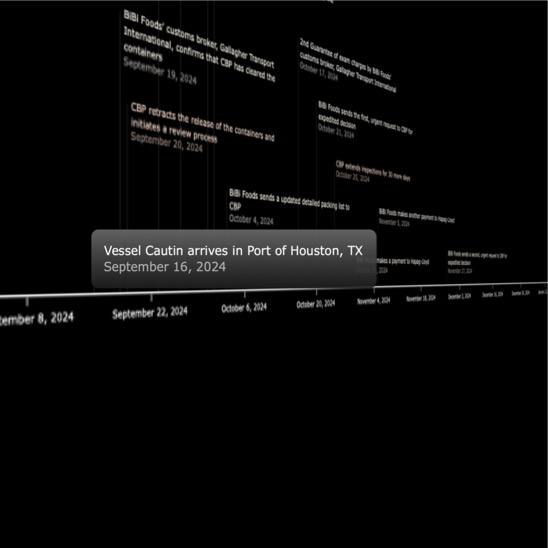 BiBi Foods' customs broker, Gallagher Transport
International, confirms that CBP has cleared the
containers
September 19, 2024
2nd Guarantee of exam charges by BiBi Foods'
customs broker, Gallagher Transport International
October 17, 2024
CBP retracts the release of the containers and
initiates a review process
September 20, 2024
BiBi Foods sends the first, urgent request to CBP for
expedited decision
October 21, 2024
CBP extends inspections for 30 more days
October 25, 2024
BiBi Foods sends a updated detailed packing list to
CBP
October 4, 2024
BiBi Foods makes another payment to Hapag-Lloyd
November 5, 2024
Vessel Cautin arrives in Port of Houston, TX
September 16, 2024
makes a payment to Hapag-Lloyd
BiBi Foods sends a second, urgent request to CBP for
expedited decision
November 27, 2024
tember 8, 2024
September 22, 2024
October 6, 2024
October 20, 2024
November 4, 2024
November 18, 2024
December 2, 2024
December 16, 2024